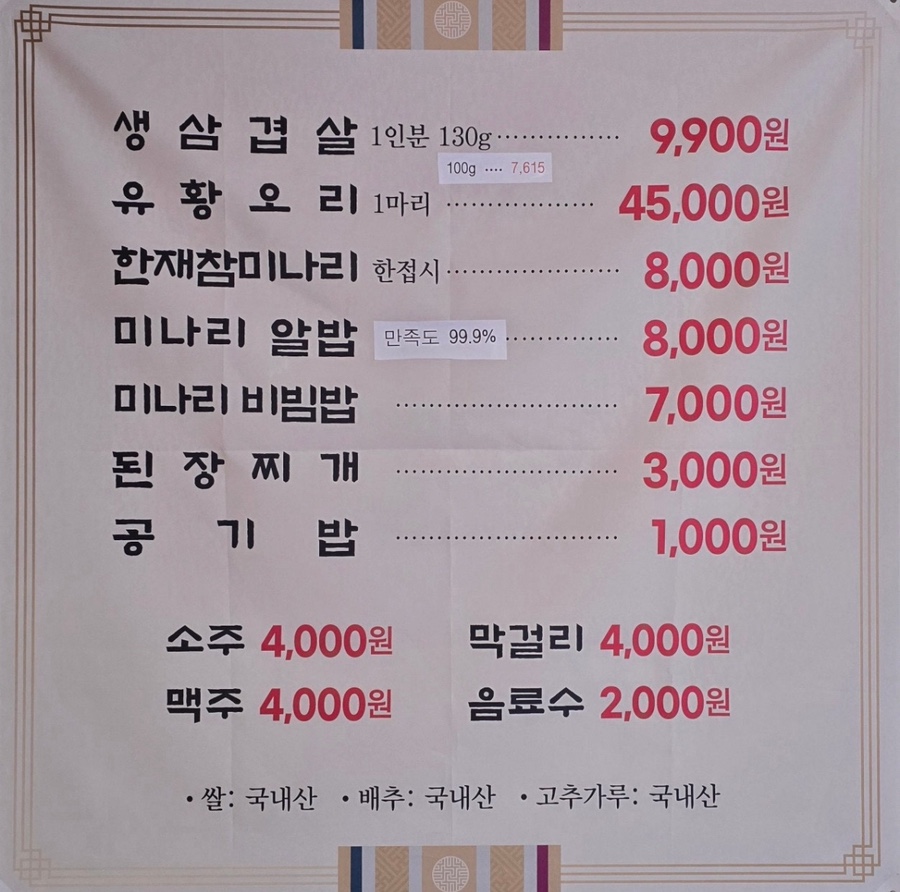 생삼겹살 1인분 130g 9,900원
100g .... 7,615
유황오리 1마리 45,000원
한재참미나리 한접시 8,000원
미나리 알밥 만족도 99.9% 8,000원
미나리 비빔밥 7,000원
된장찌개 3,000원
공기밥 1,000원
소주 4,000원 막걸리 4,000원
맥주 4,000원 음료수 2,000원
• 쌀: 국내산 • 배추: 국내산 • 고추가루: 국내산